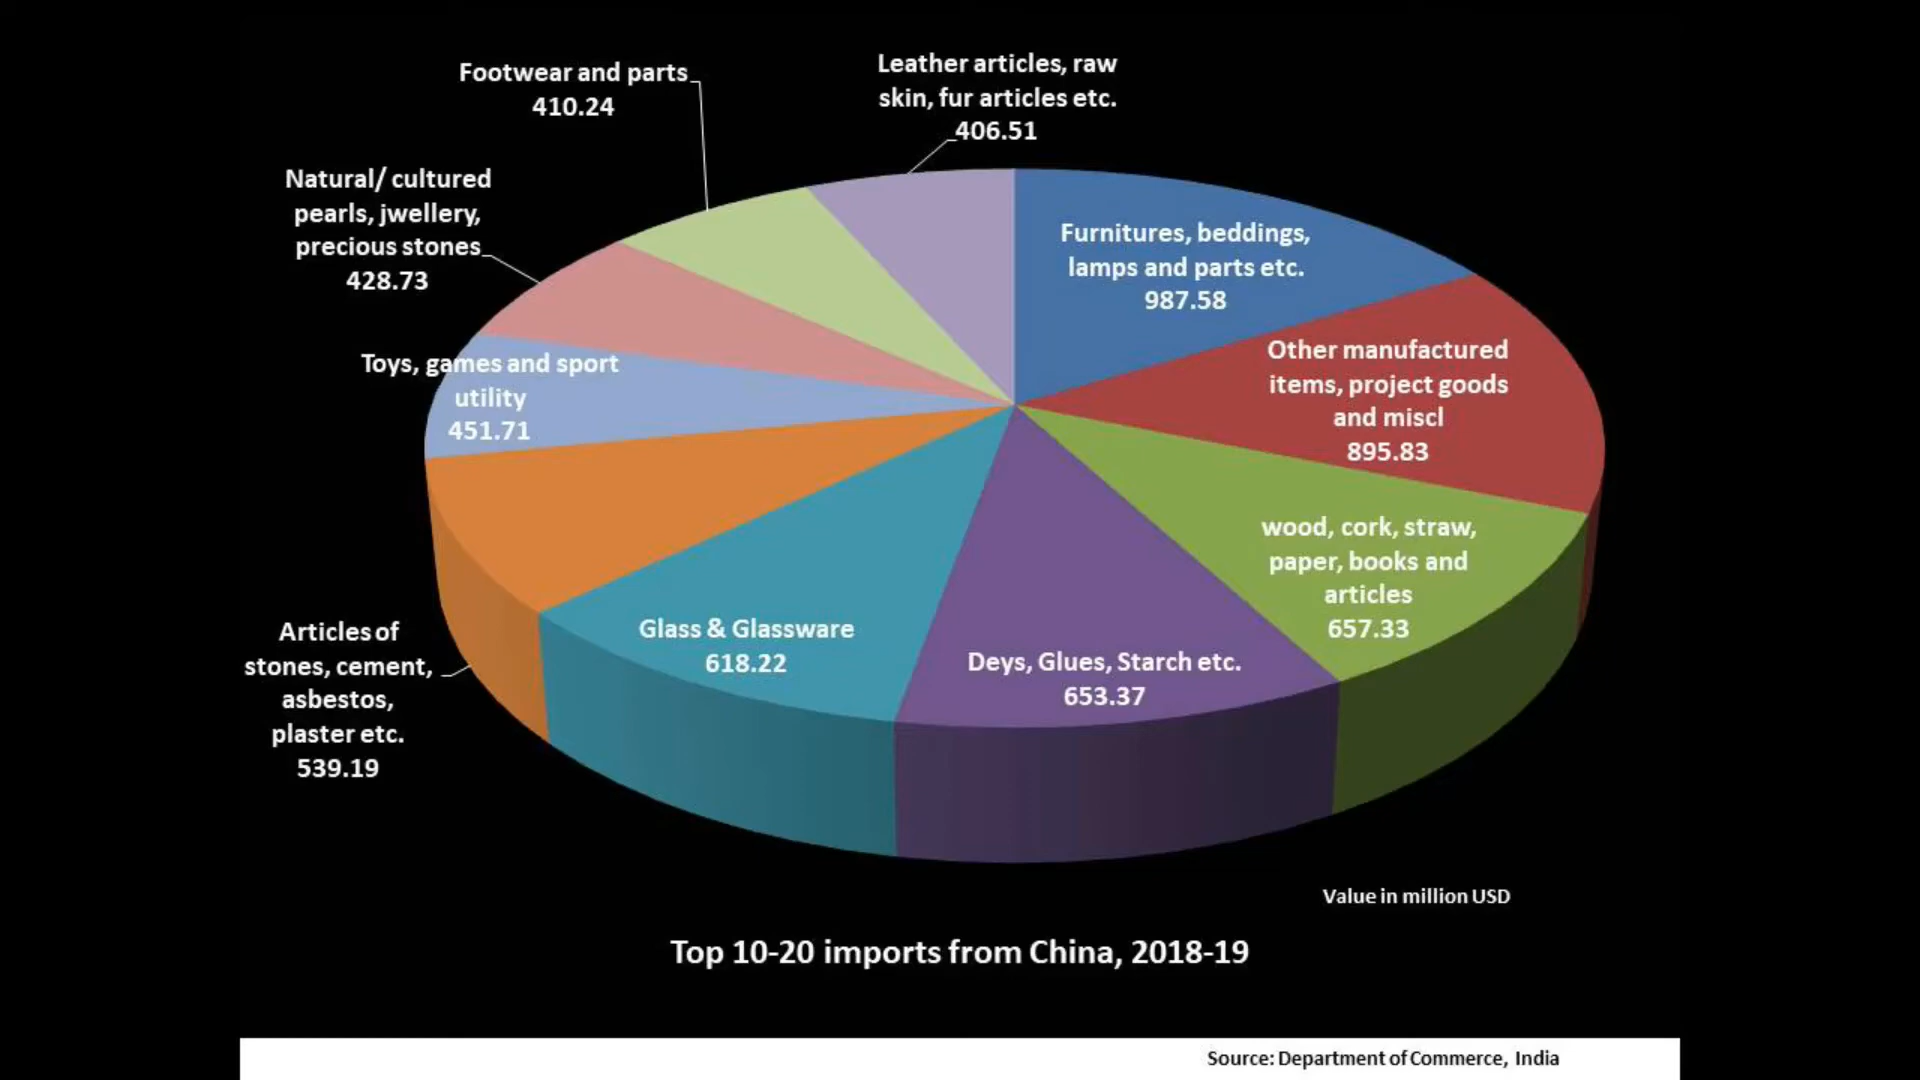 Footwear and parts
410.24
Leather articles, raw
skin, fur articles etc.
406.51
Natural/ cultured
pearls, jwellery,
precious stones
428.73
Furnitures, beddings,
lamps and parts etc.
987.58
Other manufactured
items, project goods
and miscl
895.83
Toys, games and sport
utility
451.71
wood, cork, straw,
paper, books and
articles
657.33
Glass & Glassware
618.22
Deys, Glues, Starch etc.
653.37
Articles of
stones, cement,
asbestos,
plaster etc.
539.19
Value in million USD
Top 10-20 imports from China, 2018-19
Source: Department of Commerce, India